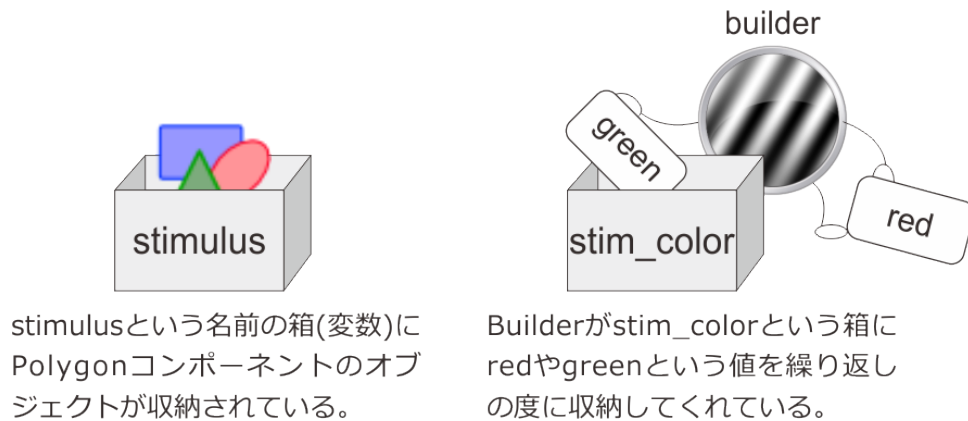 builder
green
red
stimulus
stim_color
stimulusという名前の箱(変数)に
Polygonコンポーネントのオブ
ジェクトが収納されている。
Builderがstim_colorという箱に
redやgreenという値を繰り返し
の度に収納してくれている。